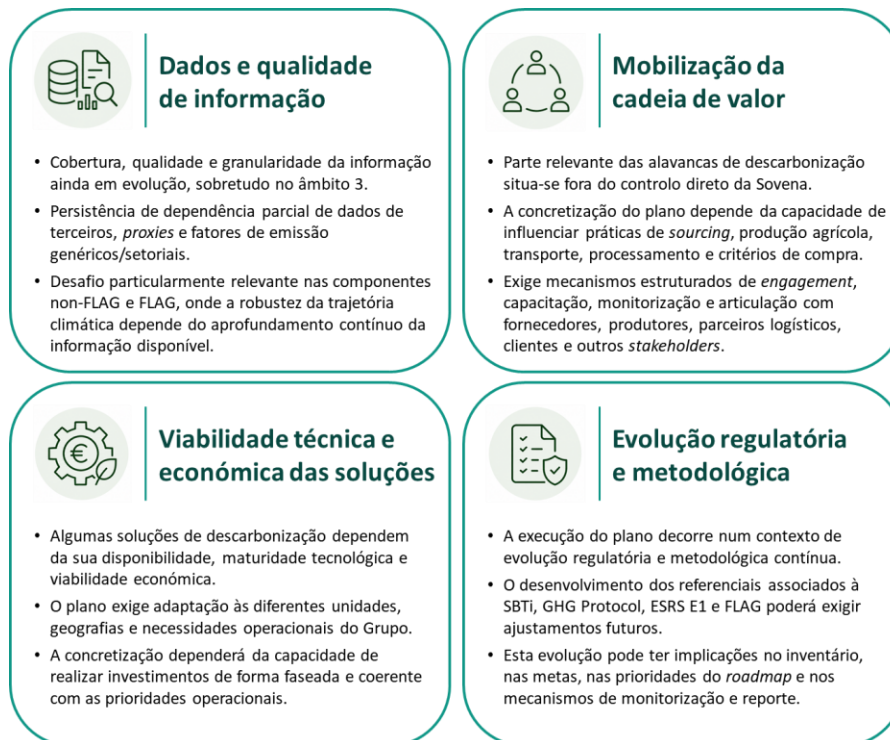 Dados e qualidade
de informação
• Cobertura, qualidade e granularidade da informação
ainda em evolução, sobretudo no âmbito 3.
• Persistência de dependência parcial de dados de
terceiros, proxies e fatores de emissão
genéricos/setoriais.
• Desafio particularmente relevante nas componentes
non-FLAG e FLAG, onde a robustez da trajetória
climática depende do aprofundamento contínuo da
informação disponível.
Mobilização da
cadeia de valor
• Parte relevante das alavancas de descarbonização
situa-se fora do controlo direto da Sovena.
• A concretização do plano depende da capacidade de
influenciar práticas de sourcing, produção agrícola,
transporte, processamento e critérios de compra.
• Exige mecanismos estruturados de engagement,
capacitação, monitorização e articulação com
fornecedores, produtores, parceiros logísticos,
clientes e outros stakeholders.
€
Viabilidade técnica e
económica das soluções
• Algumas soluções de descarbonização dependem
da sua disponibilidade, maturidade tecnológica e
viabilidade económica.
• O plano exige adaptação às diferentes unidades,
geografias e necessidades operacionais do Grupo.
• A concretização dependerá da capacidade de
realizar investimentos de forma faseada e coerente
com as prioridades operacionais.
Evolução regulatória
e metodológica
• A execução do plano decorre num contexto de
evolução regulatória e metodológica contínua.
• O desenvolvimento dos referenciais associados à
SBTi, GHG Protocol, ESRS E1 e FLAG poderá exigir
ajustamentos futuros.
• Esta evolução pode ter implicações no inventário,
nas metas, nas prioridades do roadmap e nos
mecanismos de monitorização e reporte.